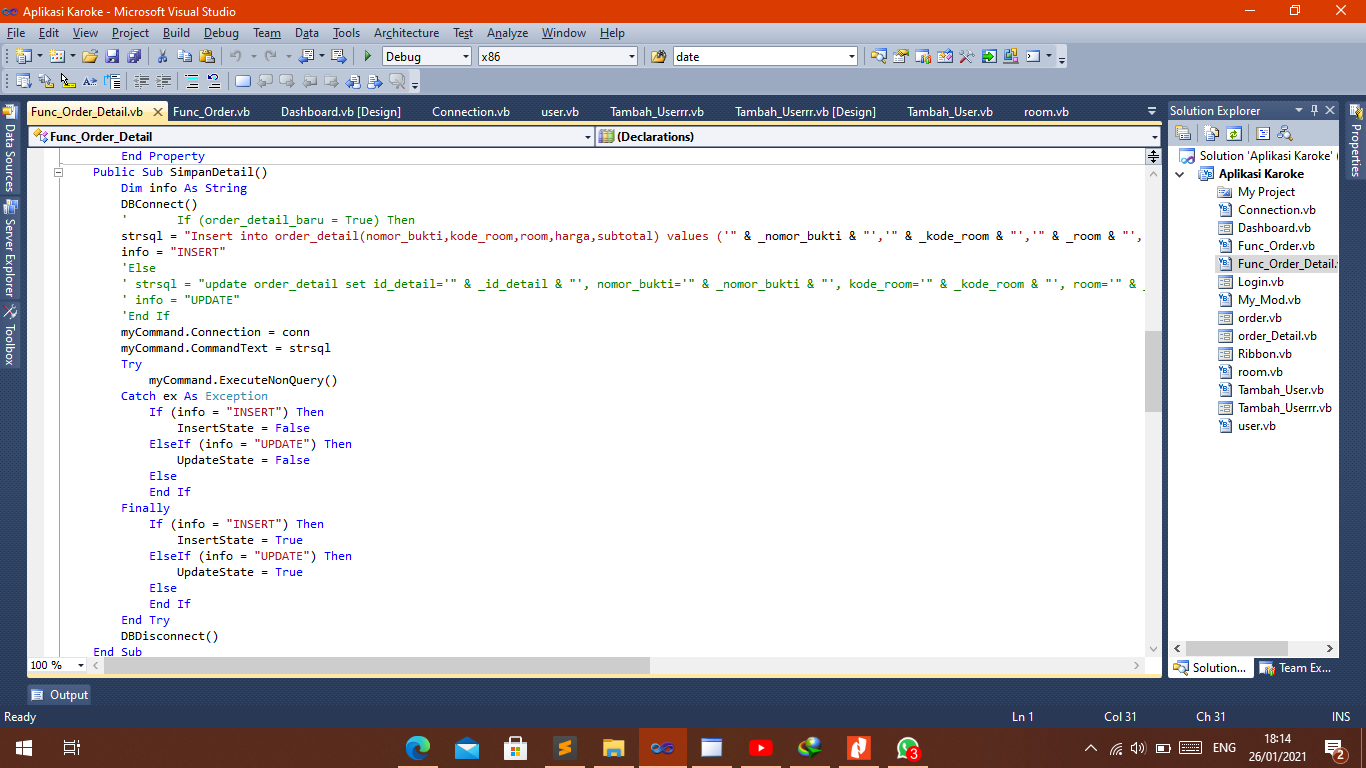 Aplikasi Karoke - Microsoft Visual Studio
File Edit View Project Build Debug Team Data Tools Architecture Test Analyze Window Help
Debug x86 date
Func_Order_Detail.vb Func_Order.vb Dashboard.vb [Design] Connection.vb user.vb Tambah_Userrr.vb Tambah_Userrr.vb [Design] Tambah_User.vb room.vb
Func_Order_Detail (Declarations)
End Property
Public Sub SimpanDetail()
Dim info As String
DBConnect()
' If (order_detail_baru = True) Then
strsql = "Insert into order_detail(nomor_bukti,kode_room,room,harga,subtotal) values ('" & _nomor_bukti & "','" & _kode_room & "','" & _room & "',
info = "INSERT"
'Else
' strsql = "update order_detail set id_detail='" & _id_detail & "', nomor_bukti='" & _nomor_bukti & "', kode_room='" & _kode_room & "', room='" & _
' info = "UPDATE"
'End If
myCommand.Connection = conn
myCommand.CommandText = strsql
Try
myCommand.ExecuteNonQuery()
Catch ex As Exception
If (info = "INSERT") Then
InsertState = False
ElseIf (info = "UPDATE") Then
UpdateState = False
Else
End If
Finally
If (info = "INSERT") Then
InsertState = True
ElseIf (info = "UPDATE") Then
UpdateState = True
Else
End If
End Try
DBDisconnect()
End Sub
100 %
Data Sources
Server Explorer
Toolbox
Solution Explorer
Solution 'Aplikasi Karoke' (
Aplikasi Karoke
My Project
Connection.vb
Dashboard.vb
Func_Order.vb
Func_Order_Detail.
Login.vb
My_Mod.vb
order.vb
order_Detail.vb
Ribbon.vb
room.vb
Tambah_User.vb
Tambah_Userrr.vb
user.vb
Solution... Team Ex...
Properties
Output
Ready Ln 1 Col 31 Ch 31 INS
3 ENG 18:14
26/01/2021 2